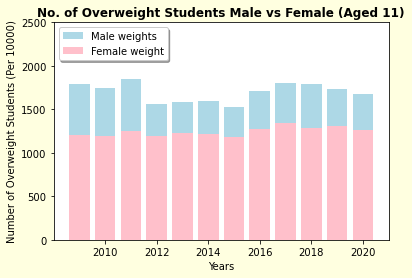 No. of Overweight Students Male vs Female (Aged 11)
Number of Overweight Students (Per 10000)
2500
2000
1500
1000
500
0
Male weights
Female weight
2010 2012 2014 2016 2018 2020
Years